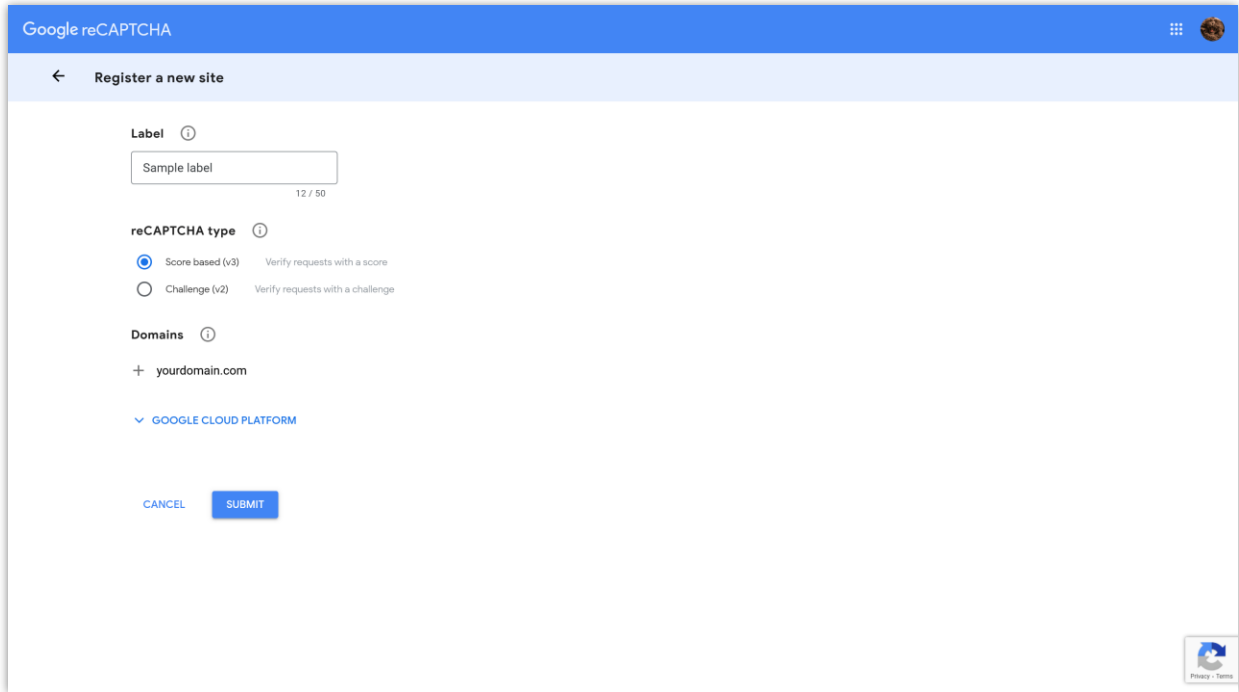 Google reCAPTCHA
Register a new site
Label
Sample label
12 / 50
reCAPTCHA type
Score based (v3) Verify requests with a score
Challenge (v2) Verify requests with a challenge
Domains
yourdomain.com
GOOGLE CLOUD PLATFORM
CANCEL SUBMIT
Privacy - Terms